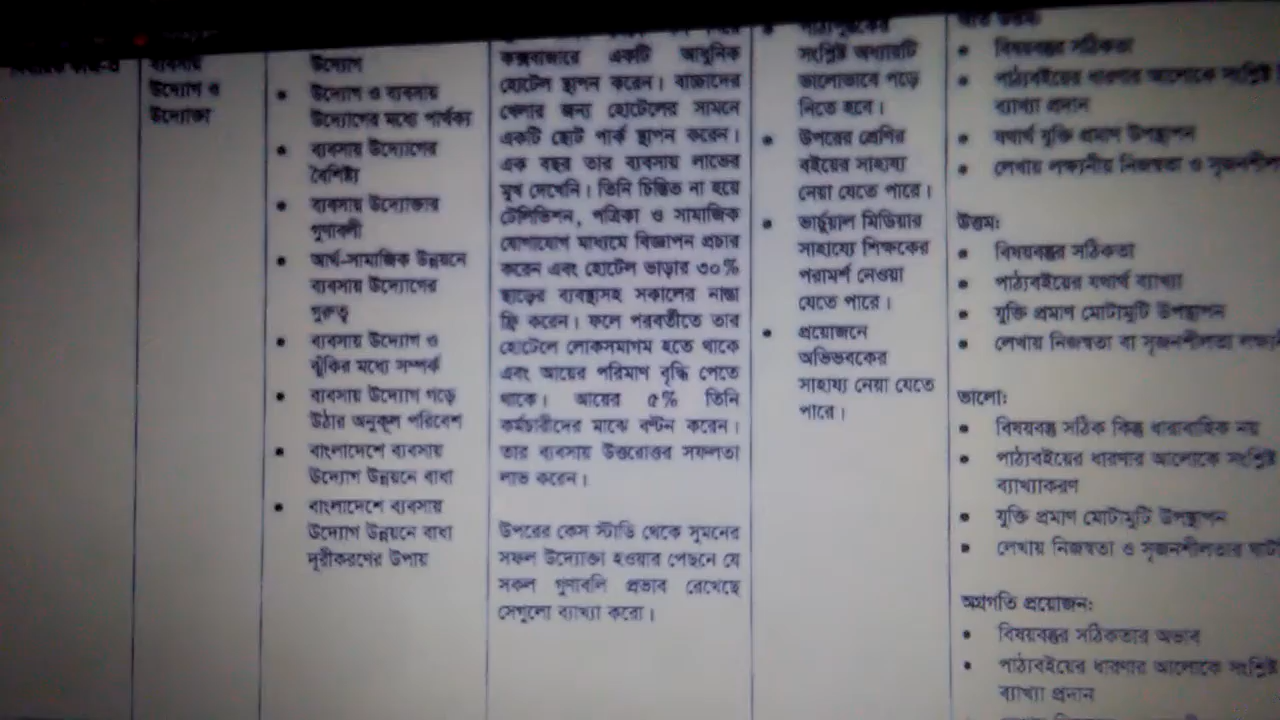 ব্যবসায়
উদ্যোগ ও
উদ্যোক্তা
উদ্যোগ
উদ্যোগ ও ব্যবসায়
উদ্যোগের মধ্যে পার্থক্য
ব্যবসায় উদ্যোগের
বৈশিষ্ট্য
ব্যবসায় উদ্যোক্তার
গুণাবলী
আর্থ-সামাজিক উন্নয়নে
ব্যবসায় উদ্যোগের
গুরুত্ব
ব্যবসায় উদ্যোগ ও
ঝুঁকির মধ্যে সম্পর্ক
ব্যবসায় উদ্যোগ গড়ে
উঠার অনুকূল পরিবেশ
বাংলাদেশে ব্যবসায়
উদ্যোগ উন্নয়নে বাধা
বাংলাদেশে ব্যবসায়
উদ্যোগ উন্নয়নে বাধা
দূরীকরণের উপায়
কক্সবাজারে একটি আধুনিক
হোটেল স্থাপন করেন। বাচ্চাদের
খেলার জন্য হোটেলের সামনে
একটি ছোট পার্ক স্থাপন করেন।
এক বছর তার ব্যবসায় লাভের
মুখ দেখেনি। তিনি চিন্তিত না হয়ে
টেলিভিশন, পত্রিকা ও সামাজিক
যোগাযোগ মাধ্যমে বিজ্ঞাপন প্রচার
করেন এবং হোটেল ভাড়ার ৩০%
ছাড়ের ব্যবস্থাসহ সকালের নাস্তা
ফ্রি করেন। ফলে পরবর্তীতে তার
হোটেলে লোকসমাগম হতে থাকে
এবং আয়ের পরিমাণ বৃদ্ধি পেতে
থাকে। আয়ের ৫% তিনি
কর্মচারীদের মাঝে বণ্টন করেন।
তার ব্যবসায় উত্তরোত্তর সফলতা
লাভ করেন।
উপরের কেস স্টাডি থেকে সুমনের
সফল উদ্যোক্তা হওয়ার পেছনে যে
সকল গুণাবলি প্রভাব রেখেছে
সেগুলো ব্যাখ্যা করো।
পাঠ্যপুস্তকের
সংশ্লিষ্ট অধ্যায়টি
ভালোভাবে পড়ে
নিতে হবে।
উপরের শ্রেণির
বইয়ের সাহায্য
নেয়া যেতে পারে।
ভার্চুয়াল মিডিয়ার
সাহায্যে শিক্ষকের
পরামর্শ নেওয়া
যেতে পারে।
প্রয়োজনে
অভিভাবকের
সাহায্য নেয়া যেতে
পারে।
বিষয়বস্তুর সঠিকতা
পাঠ্যবইয়ের ধারণার আলোকে সংশ্লিষ্ট
ব্যাখ্যা প্রদান
যথার্থ যুক্তি প্রমাণ উপস্থাপন
লেখায় লক্ষ্যনীয় নিজস্বতা ও সৃজনশীল
উত্তম:
বিষয়বস্তুর সঠিকতা
পাঠ্যবইয়ের যথার্থ ব্যাখ্যা
যুক্তি প্রমাণ মোটামুটি উপস্থাপন
লেখায় নিজস্বতা বা সৃজনশীলতা
ভালো:
বিষয়বস্তু সঠিক কিন্তু ধারাবাহিক নয়
পাঠ্যবইয়ের ধারণার আলোকে সংশ্লিষ্ট
ব্যাখ্যাকরণ
যুক্তি প্রমাণ মোটামুটি উপস্থাপন
লেখায় নিজস্বতা ও সৃজনশীলতার ঘাট
অগ্রগতি প্রয়োজন:
বিষয়বস্তুর সঠিকতার অভাব
পাঠ্যবইয়ের ধারণার আলোকে সংশ্লিষ্ট
ব্যাখ্যা প্রদান